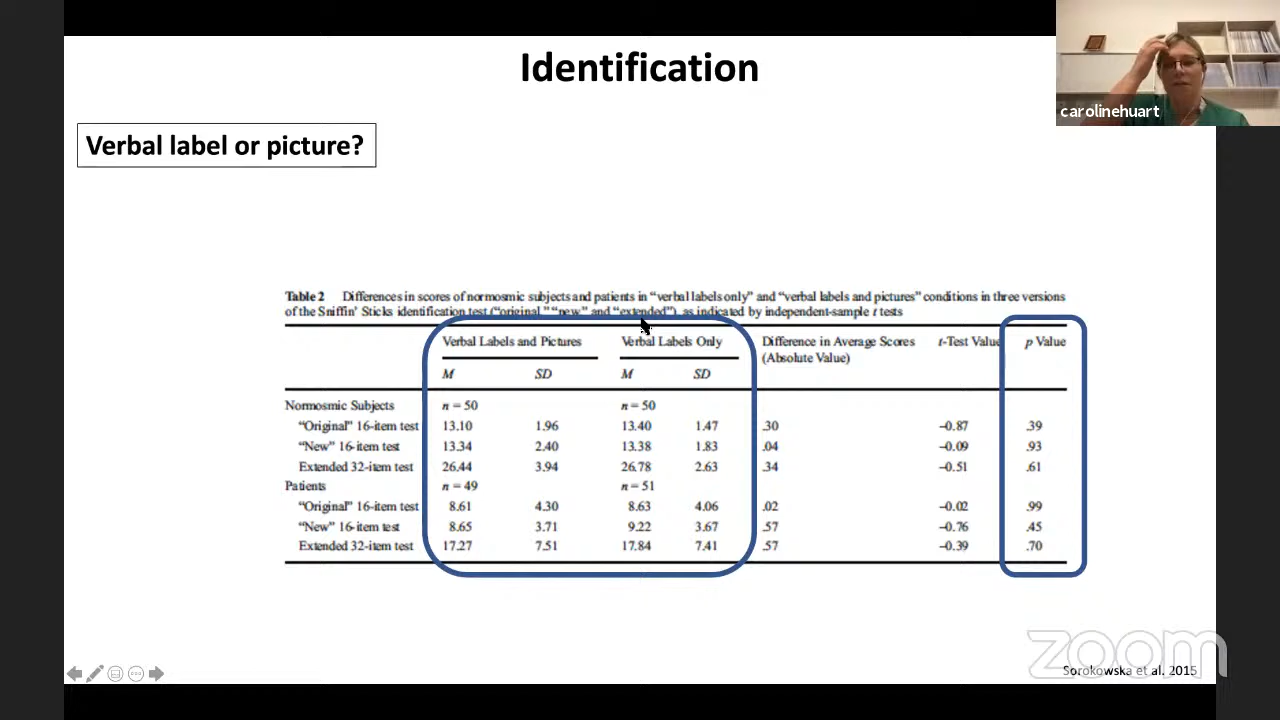 Identification
carolinehuart
Verbal label or picture?
Table 2 Differences in scores of normosmic subjects and patients in “verbal labels only” and “verbal labels and pictures” conditions in three versions
of the Sniffin’ Sticks identification test (“original,” “new,” and “extended”), as indicated by independent-sample t tests
Verbal Labels and Pictures Verbal Labels Only Difference in Average Scores t-Test Value p Value
(Absolute Value)
M SD M SD
Normosmic Subjects n = 50 n = 50
“Original” 16-item test 13.10 1.96 13.40 1.47 .30 −0.87 .39
“New” 16-item test 13.34 2.40 13.38 1.83 .04 −0.09 .93
Extended 32-item test 26.44 3.94 26.78 2.63 .34 −0.51 .61
Patients n = 49 n = 51
“Original” 16-item test 8.61 4.30 8.63 4.06 .02 −0.02 .99
“New” 16-item test 8.65 3.71 9.22 3.67 .57 −0.76 .45
Extended 32-item test 17.27 7.51 17.84 7.41 .57 −0.39 .70
zoom
Sorokowska et al. 2015